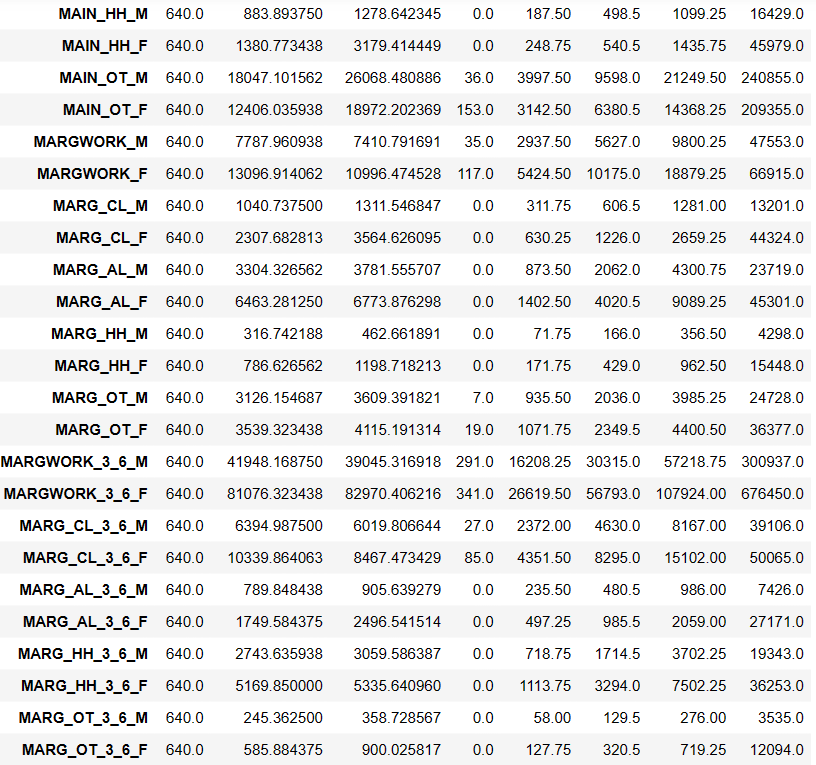 MAIN_HH_M 640.0 883.893750 1278.642345 0.0 187.50 498.5 1099.25 16429.0
MAIN_HH_F 640.0 1380.773438 3179.414449 0.0 248.75 540.5 1435.75 45979.0
MAIN_OT_M 640.0 18047.101562 26068.480886 36.0 3997.50 9598.0 21249.50 240855.0
MAIN_OT_F 640.0 12406.035938 18972.202369 153.0 3142.50 6380.5 14368.25 209355.0
MARGWORK_M 640.0 7787.960938 7410.791691 35.0 2937.50 5627.0 9800.25 47553.0
MARGWORK_F 640.0 13096.914062 10996.474528 117.0 5424.50 10175.0 18879.25 66915.0
MARG_CL_M 640.0 1040.737500 1311.546847 0.0 311.75 606.5 1281.00 13201.0
MARG_CL_F 640.0 2307.682813 3564.626095 0.0 630.25 1226.0 2659.25 44324.0
MARG_AL_M 640.0 3304.326562 3781.555707 0.0 873.50 2062.0 4300.75 23719.0
MARG_AL_F 640.0 6463.281250 6773.876298 0.0 1402.50 4020.5 9089.25 45301.0
MARG_HH_M 640.0 316.742188 462.661891 0.0 71.75 166.0 356.50 4298.0
MARG_HH_F 640.0 786.626562 1198.718213 0.0 171.75 429.0 962.50 15448.0
MARG_OT_M 640.0 3126.154687 3609.391821 7.0 935.50 2036.0 3985.25 24728.0
MARG_OT_F 640.0 3539.323438 4115.191314 19.0 1071.75 2349.5 4400.50 36377.0
MARGWORK_3_6_M 640.0 41948.168750 39045.316918 291.0 16208.25 30315.0 57218.75 300937.0
MARGWORK_3_6_F 640.0 81076.323438 82970.406216 341.0 26619.50 56793.0 107924.00 676450.0
MARG_CL_3_6_M 640.0 6394.987500 6019.806644 27.0 2372.00 4630.0 8167.00 39106.0
MARG_CL_3_6_F 640.0 10339.864063 8467.473429 85.0 4351.50 8295.0 15102.00 50065.0
MARG_AL_3_6_M 640.0 789.848438 905.639279 0.0 235.50 480.5 986.00 7426.0
MARG_AL_3_6_F 640.0 1749.584375 2496.541514 0.0 497.25 985.5 2059.00 27171.0
MARG_HH_3_6_M 640.0 2743.635938 3059.586387 0.0 718.75 1714.5 3702.25 19343.0
MARG_HH_3_6_F 640.0 5169.850000 5335.640960 0.0 1113.75 3294.0 7502.25 36253.0
MARG_OT_3_6_M 640.0 245.362500 358.728567 0.0 58.00 129.5 276.00 3535.0
MARG_OT_3_6_F 640.0 585.884375 900.025817 0.0 127.75 320.5 719.25 12094.0